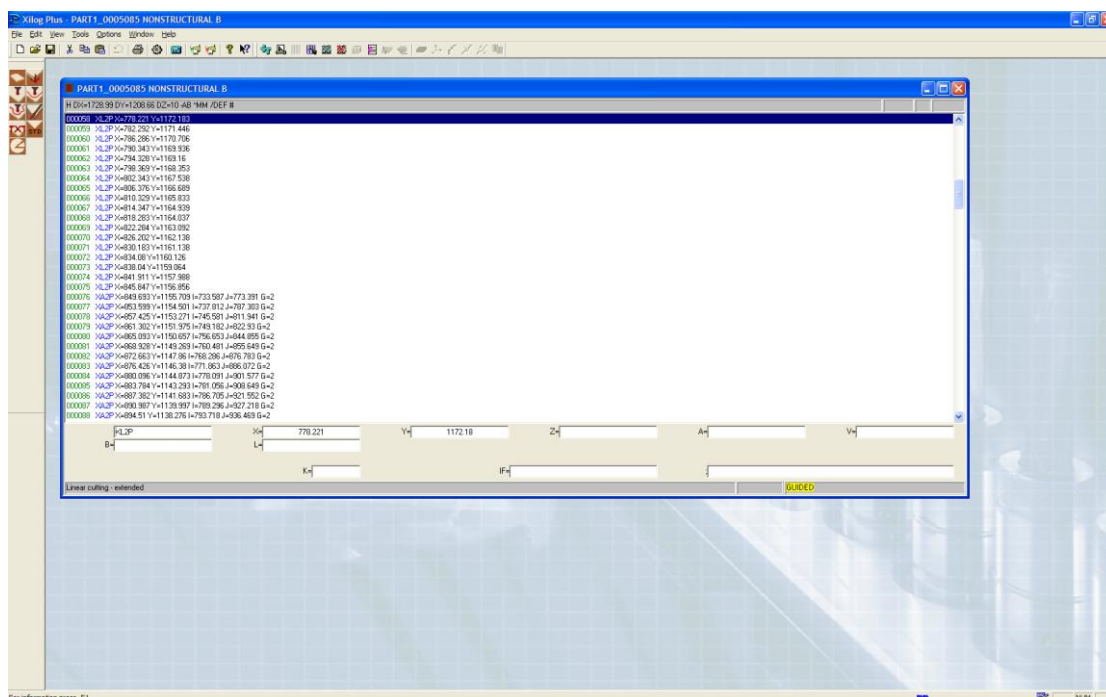 Xilog Plus - PART1_0005085 NONSTRUCTURAL B
File Edit View Tools Options Window Help
PART1_0005085 NONSTRUCTURAL B
H DX=1728.99 DY=1208.66 DZ=10 -AB *MM /DEF #
000058 XL2P X=778.221 Y=1172.183
000059 XL2P X=782.292 Y=1171.446
000060 XL2P X=786.286 Y=1170.706
000061 XL2P X=790.343 Y=1169.936
000062 XL2P X=794.328 Y=1169.16
000063 XL2P X=798.369 Y=1168.353
000064 XL2P X=802.343 Y=1167.538
000065 XL2P X=806.376 Y=1166.689
000066 XL2P X=810.329 Y=1165.833
000067 XL2P X=814.347 Y=1164.939
000068 XL2P X=818.283 Y=1164.037
000069 XL2P X=822.284 Y=1163.092
000070 XL2P X=826.202 Y=1162.138
000071 XL2P X=830.183 Y=1161.138
000072 XL2P X=834.08 Y=1160.126
000073 XL2P X=838.04 Y=1159.064
000074 XL2P X=841.911 Y=1157.988
000075 XL2P X=845.847 Y=1156.856
000076 XA2P X=849.693 Y=1155.709 I=733.587 J=773.391 G=2
000077 XA2P X=853.599 Y=1154.501 I=737.812 J=787.303 G=2
000078 XA2P X=857.425 Y=1153.271 I=745.581 J=811.941 G=2
000079 XA2P X=861.302 Y=1151.975 I=749.182 J=822.93 G=2
000080 XA2P X=865.093 Y=1150.657 I=756.653 J=844.855 G=2
000081 XA2P X=868.928 Y=1149.269 I=760.481 J=855.649 G=2
000082 XA2P X=872.663 Y=1147.86 I=768.286 J=876.783 G=2
000083 XA2P X=876.426 Y=1146.38 I=771.863 J=886.072 G=2
000084 XA2P X=880.096 Y=1144.873 I=778.091 J=901.577 G=2
000085 XA2P X=883.784 Y=1143.293 I=781.056 J=908.649 G=2
000086 XA2P X=887.382 Y=1141.683 I=786.705 J=921.552 G=2
000087 XA2P X=890.987 Y=1139.997 I=789.296 J=927.218 G=2
000088 XA2P X=894.51 Y=1138.276 I=793.718 J=936.469 G=2
XL2P X= 778.221 Y= 1172.18 Z= A= V=
B= L=
K= IF= ;
Linear cutting - extended GUIDED